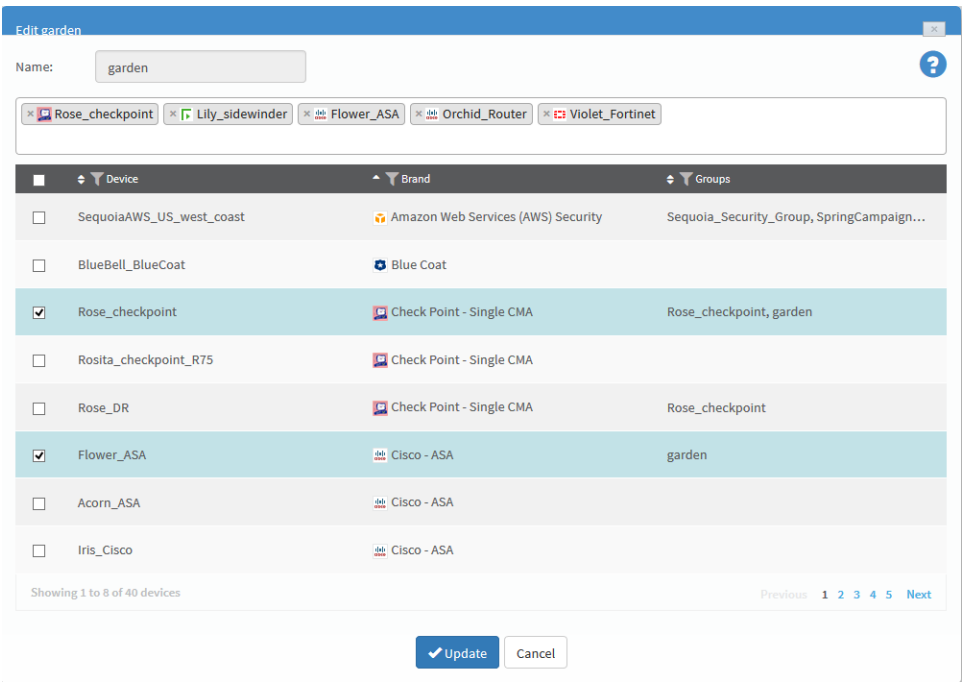 Edit garden
Name: garden
Rose_checkpoint Lily_sidewinder Flower_ASA Orchid_Router Violet_Fortinet
Device Brand Groups
SequoiaAWS_US_west_coast Amazon Web Services (AWS) Security Sequoia_Security_Group, SpringCampaign...
BlueBell_BlueCoat Blue Coat
Rose_checkpoint Check Point - Single CMA Rose_checkpoint, garden
Rosita_checkpoint_R75 Check Point - Single CMA
Rose_DR Check Point - Single CMA Rose_checkpoint
Flower_ASA Cisco - ASA garden
Acorn_ASA Cisco - ASA
Iris_Cisco Cisco - ASA
Showing 1 to 8 of 40 devices Previous 1 2 3 4 5 Next
Update Cancel